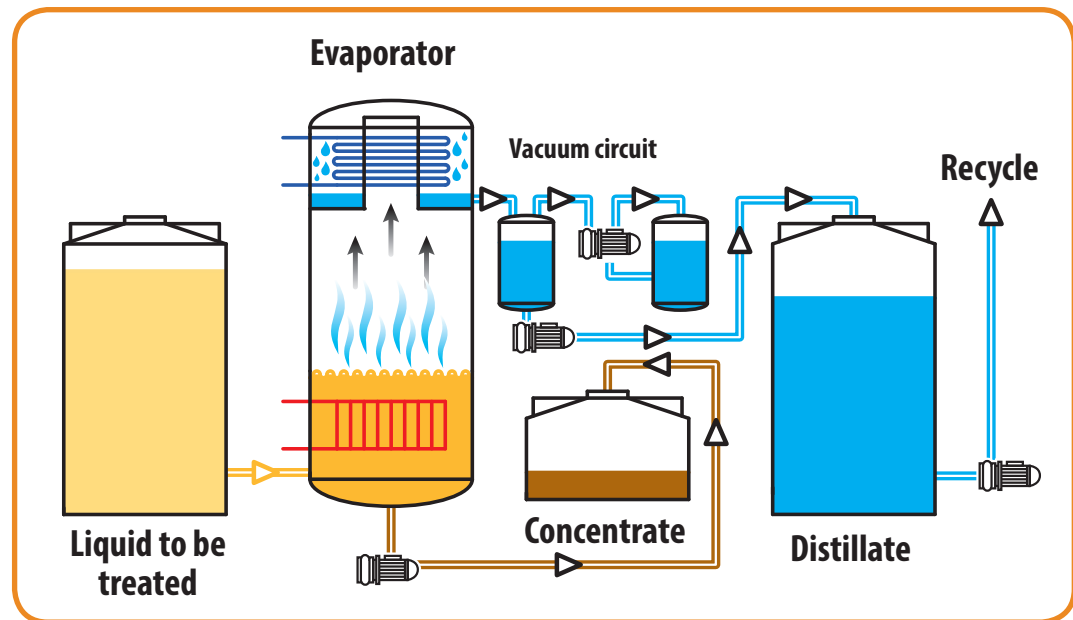 Evaporator
Vacuum circuit
Recycle
Liquid to be
treated
Concentrate
Distillate